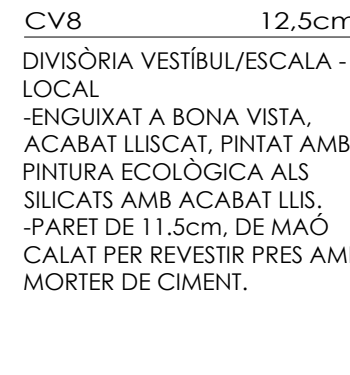 CV8 12,5cm
DIVISÒRIA VESTÍBUL/ESCALA -
LOCAL
-ENGUIXAT A BONA VISTA,
ACABAT LLISCAT, PINTAT AMB
PINTURA ECOLÒGICA ALS
SILICATS AMB ACABAT LLIS.
-PARET DE 11.5cm, DE MAÓ
CALAT PER REVESTIR PRES AMB
MORTER DE CIMENT.